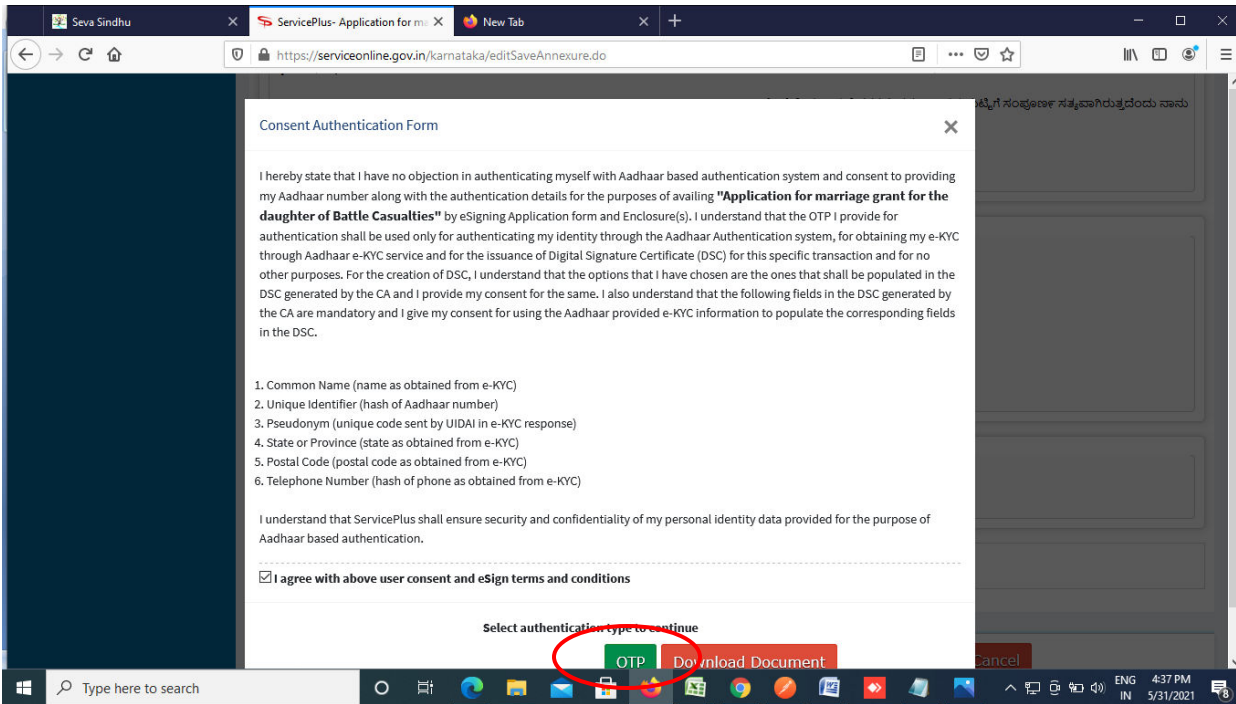 Seva Sindhu
ServicePlus- Application for ma
New Tab
https://serviceonline.gov.in/karnataka/editSaveAnnexure.do
ಸಂಪೂರ್ಣ ಸತ್ಯವಾಗಿರುತ್ತದೆಂದು ನಾನು
Consent Authentication Form
I hereby state that I have no objection in authenticating myself with Aadhaar based authentication system and consent to providing
my Aadhaar number along with the authentication details for the purposes of availing "Application for marriage grant for the
daughter of Battle Casualties" by eSigning Application form and Enclosure(s). I understand that the OTP I provide for
authentication shall be used only for authenticating my identity through the Aadhaar Authentication system, for obtaining my e-KYC
through Aadhaar e-KYC service and for the issuance of Digital Signature Certificate (DSC) for this specific transaction and for no
other purposes. For the creation of DSC, I understand that the options that I have chosen are the ones that shall be populated in the
DSC generated by the CA and I provide my consent for the same. I also understand that the following fields in the DSC generated by
the CA are mandatory and I give my consent for using the Aadhaar provided e-KYC information to populate the corresponding fields
in the DSC.
1. Common Name (name as obtained from e-KYC)
2. Unique Identifier (hash of Aadhaar number)
3. Pseudonym (unique code sent by UIDAI in e-KYC response)
4. State or Province (state as obtained from e-KYC)
5. Postal Code (postal code as obtained from e-KYC)
6. Telephone Number (hash of phone as obtained from e-KYC)
I understand that ServicePlus shall ensure security and confidentiality of my personal identity data provided for the purpose of
Aadhaar based authentication.
I agree with above user consent and eSign terms and conditions
Select authentication type to continue
OTP Download Document Cancel
Type here to search
ENG 4:37 PM
IN 5/31/2021
8